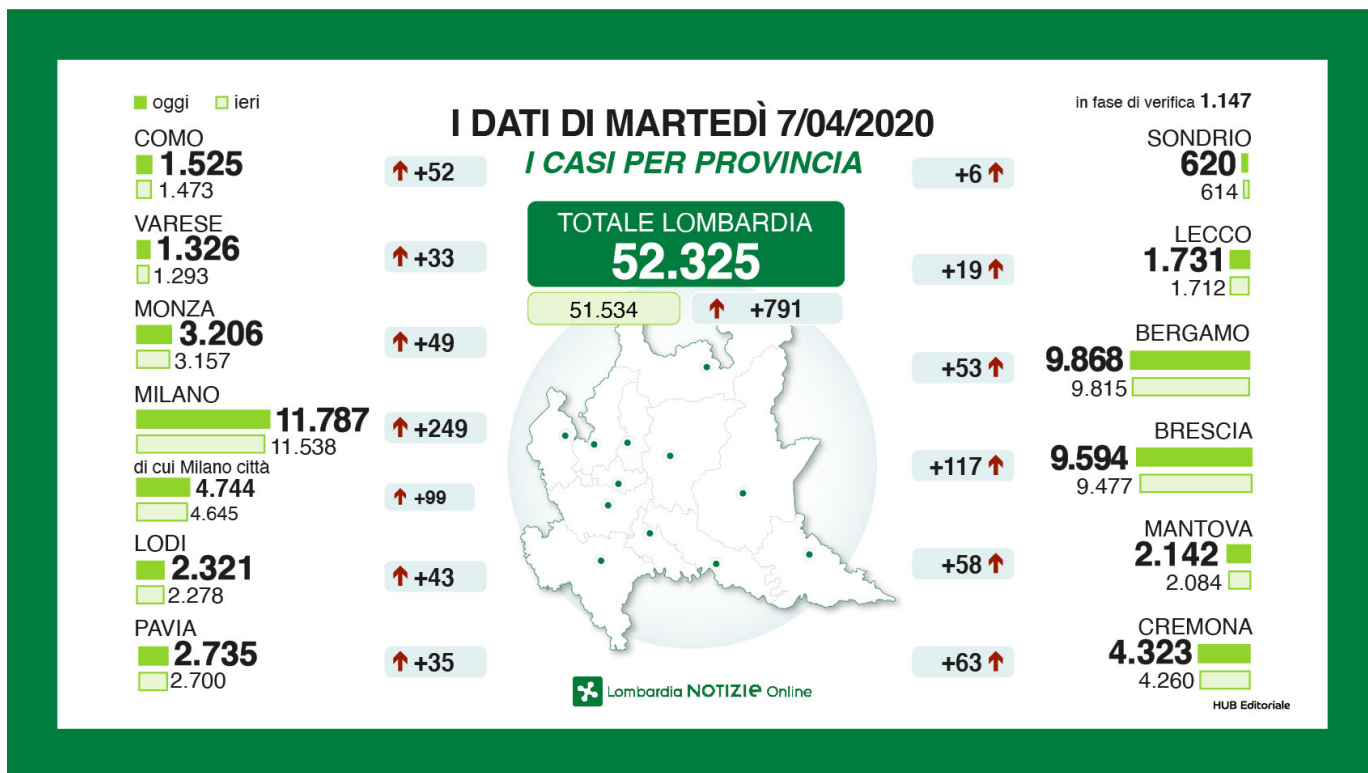 oggi ieri
I DATI DI MARTEDÌ 7/04/2020
I CASI PER PROVINCIA
in fase di verifica 1.147
TOTALE LOMBARDIA
52.325
51.534
+791
COMO
1.525
1.473
+52
VARESE
1.326
1.293
+33
MONZA
3.206
3.157
+49
MILANO
11.787
11.538
+249
di cui Milano città
4.744
4.645
+99
LODI
2.321
2.278
+43
PAVIA
2.735
2.700
+35
SONDRIO
+6
620
614
LECCO
+19
1.731
1.712
BERGAMO
+53
9.868
9.815
BRESCIA
+117
9.594
9.477
MANTOVA
+58
2.142
2.084
CREMONA
+63
4.323
4.260
Lombardia NOTIZIE Online
HUB Editoriale